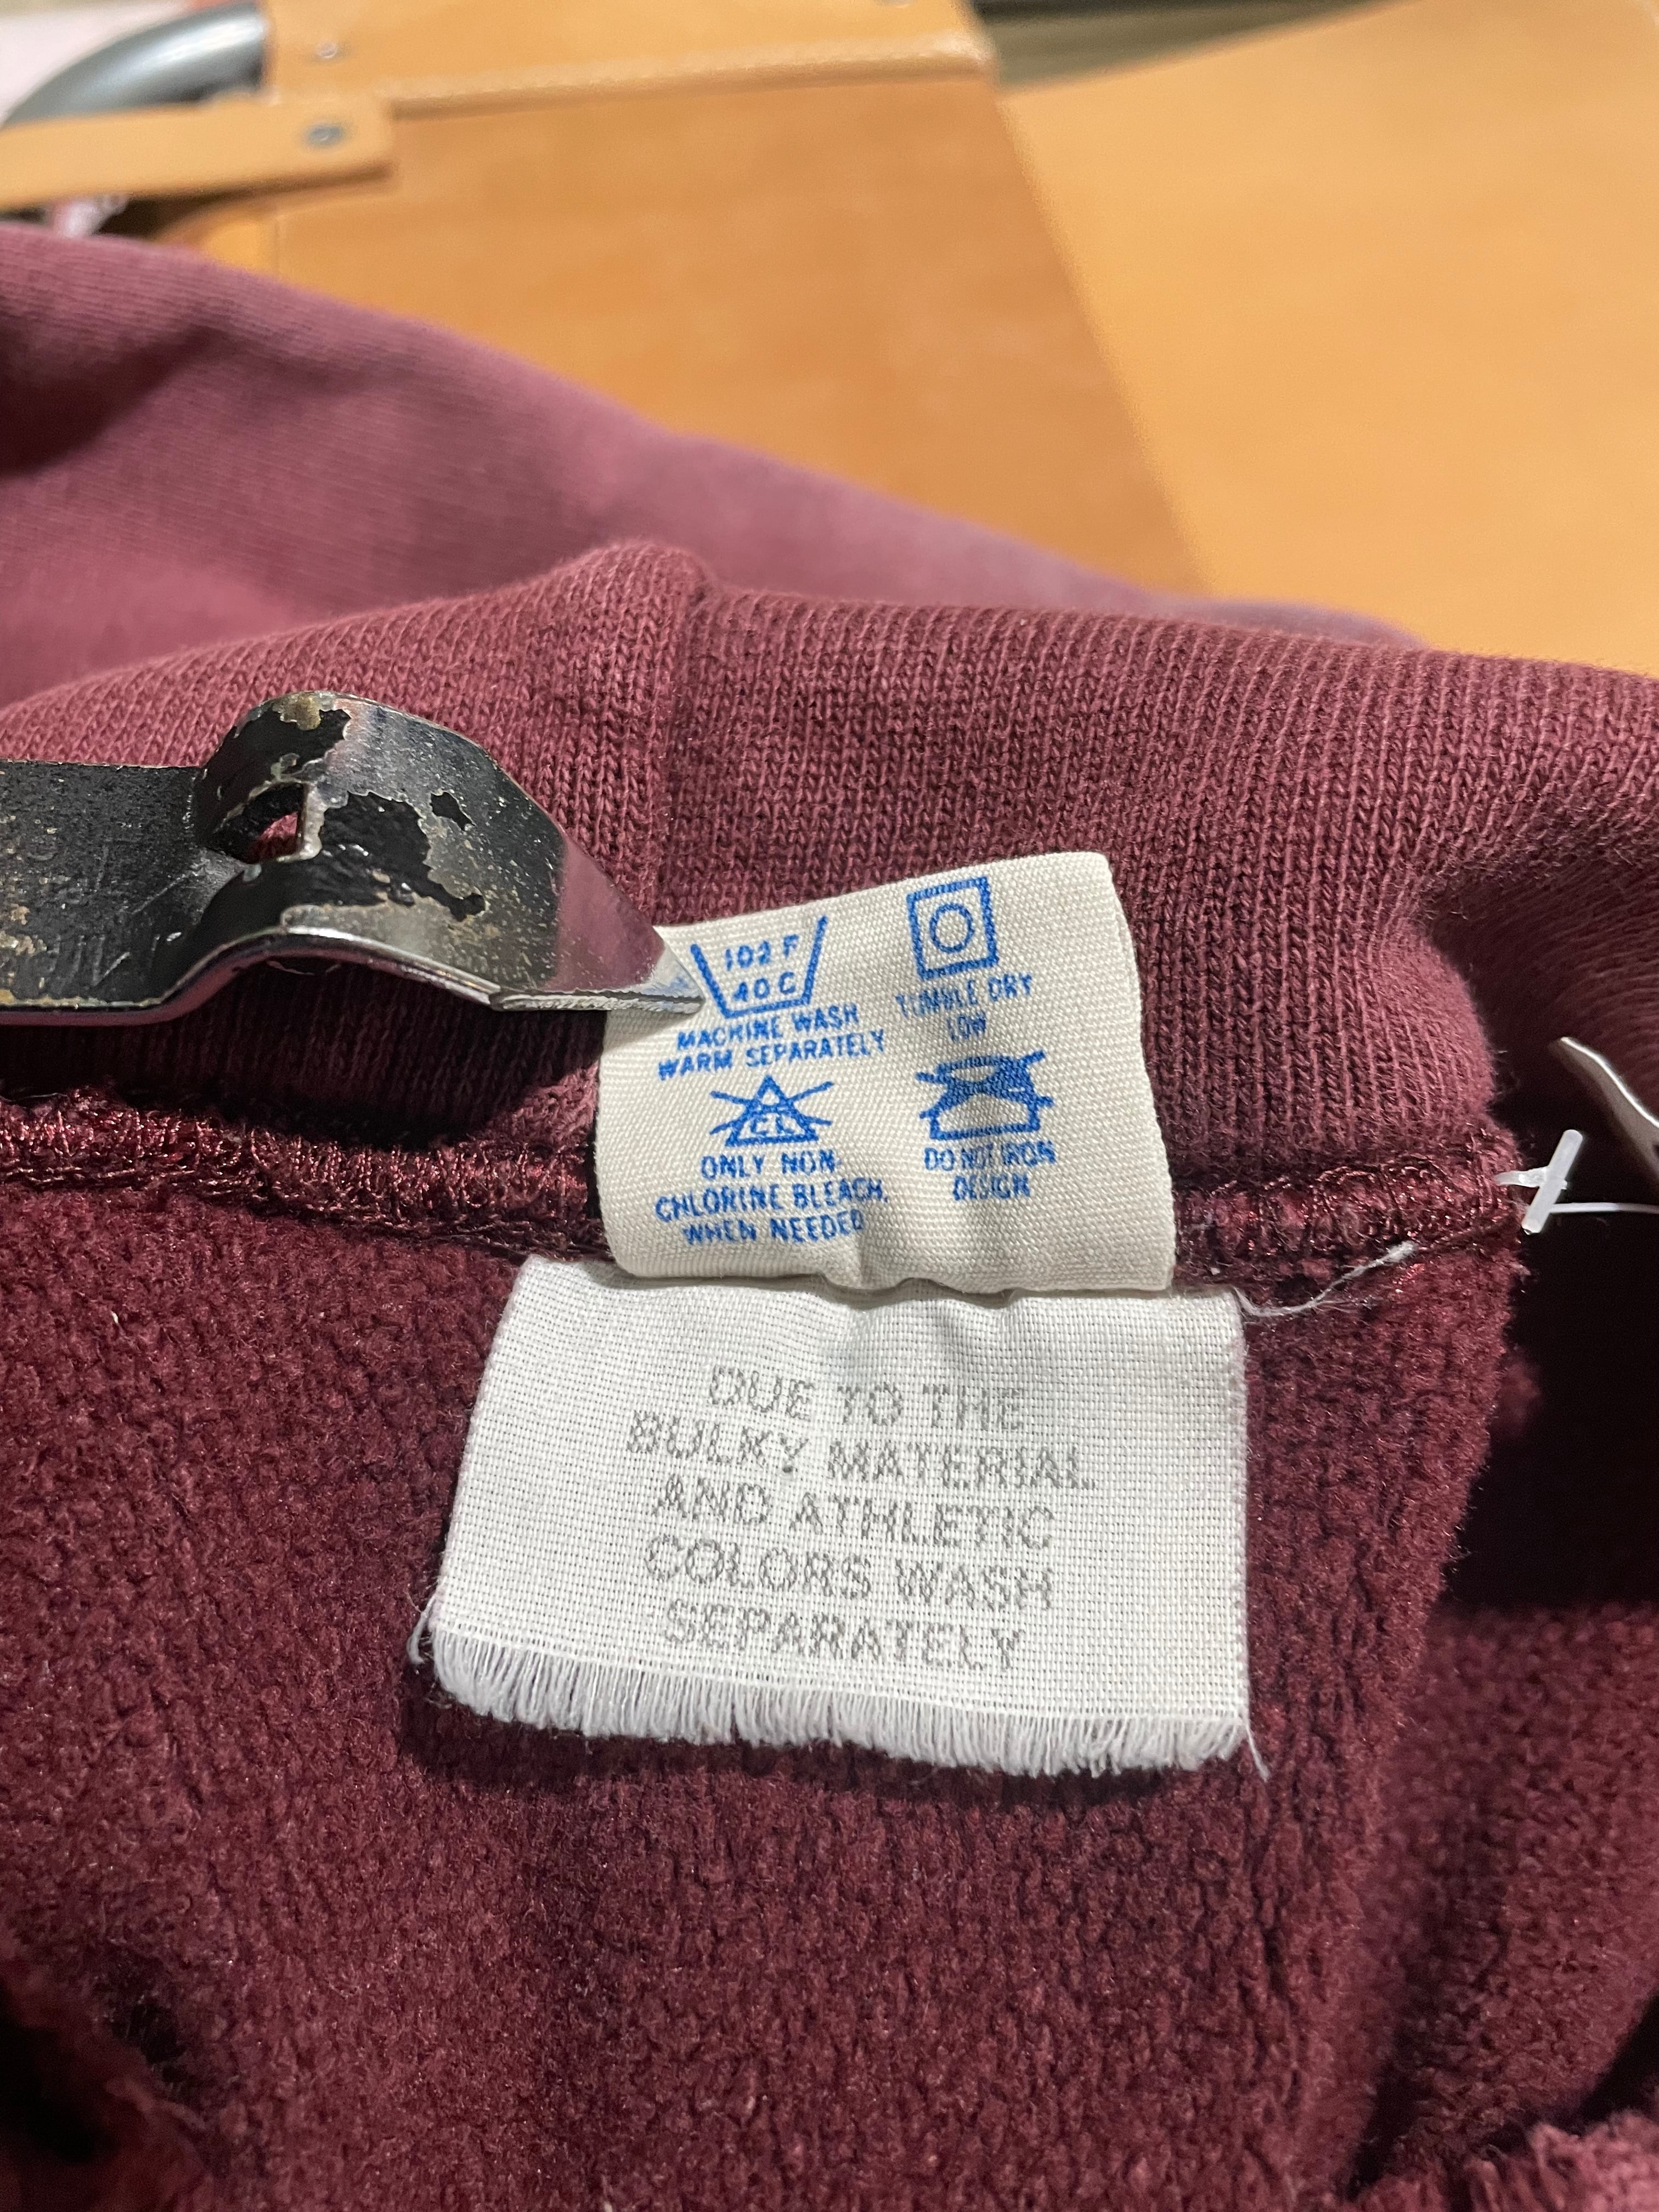 102 F
40 C
MACHINE WASH
WARM SEPARATELY
TUMBLE DRY
LOW
CL
ONLY NON-
CHLORINE BLEACH,
WHEN NEEDED
DO NOT IRON
DESIGN
DUE TO THE
BULKY MATERIAL
AND ATHLETIC
COLORS WASH
SEPARATELY